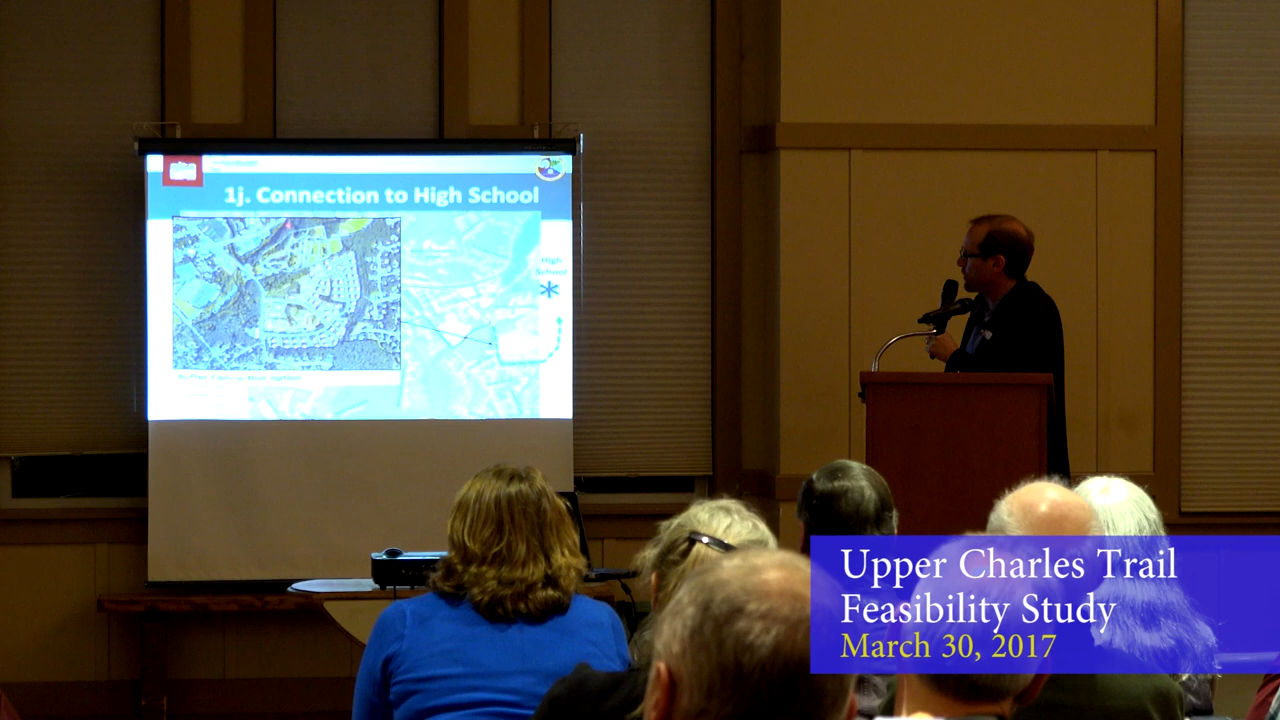 1j. Connection to High School
High
School
Upper Charles Trail
Feasibility Study
March 30, 2017